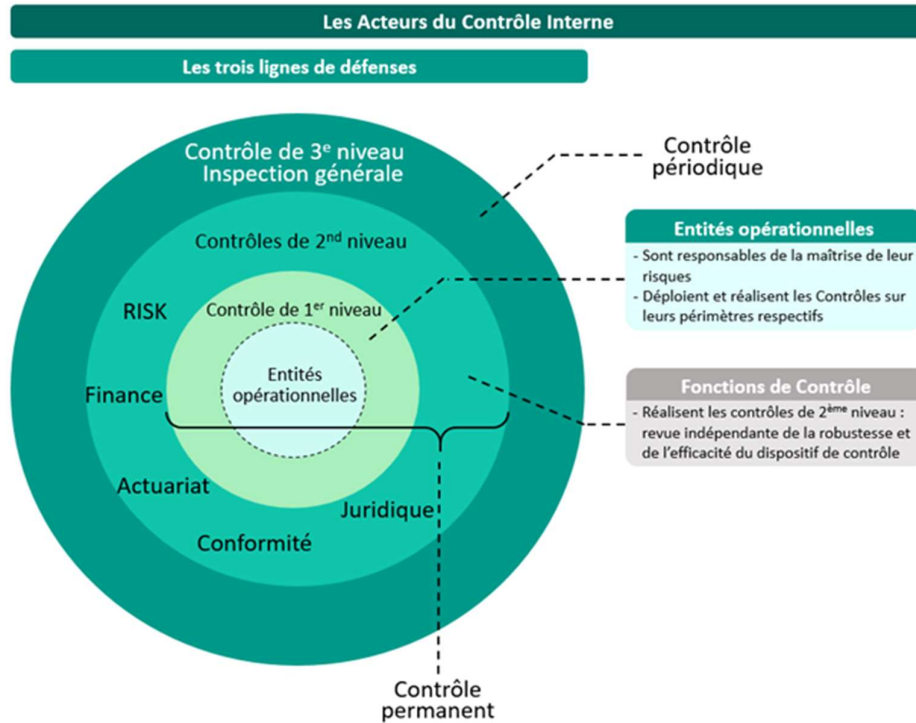 Les Acteurs du Contrôle Interne
Les trois lignes de défenses
Contrôle de 3e niveau
Inspection générale
Contrôle
périodique
Contrôles de 2nd niveau
RISK
Contrôle de 1er niveau
Entités
opérationnelles
Finance
Actuariat
Juridique
Conformité
Contrôle
permanent
Entités opérationnelles
- Sont responsables de la maîtrise de leur
risques
- Déploient et réalisent les Contrôles sur
leurs périmètres respectifs
Fonctions de Contrôle
- Réalisent les contrôles de 2ème niveau :
revue indépendante de la robustesse et
de l’efficacité du dispositif de contrôle